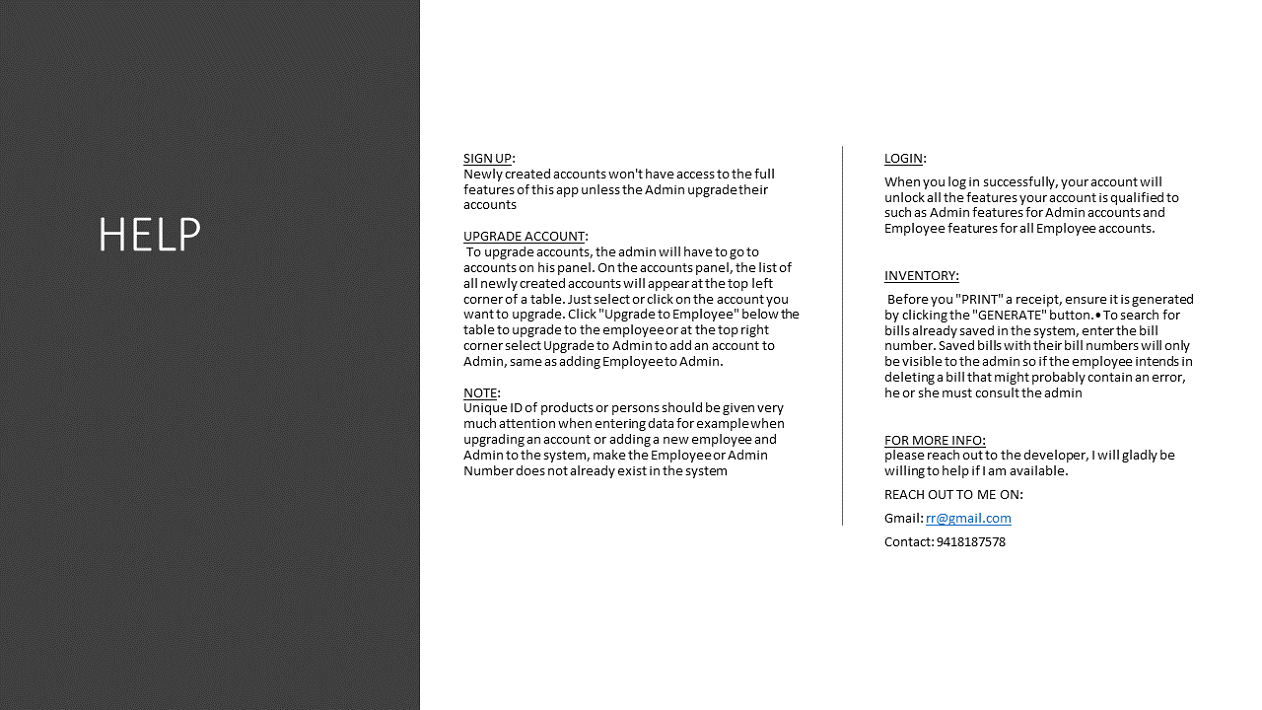 HELP
SIGN UP:
Newly created accounts won't have access to the full
features of this app unless the Admin upgrade their
accounts
UPGRADE ACCOUNT:
To upgrade accounts, the admin will have to go to
accounts on his panel. On the accounts panel, the list of
all newly created accounts will appear at the top left
corner of a table. Just select or click on the account you
want to upgrade. Click "Upgrade to Employee" below the
table to upgrade to the employee or at the top right
corner select Upgrade to Admin to add an account to
Admin, same as adding Employee to Admin.
NOTE:
Unique ID of products or persons should be given very
much attention when entering data for example when
upgrading an account or adding a new employee and
Admin to the system, make the Employee or Admin
Number does not already exist in the system
LOGIN:
When you log in successfully, your account will
unlock all the features your account is qualified to
such as Admin features for Admin accounts and
Employee features for all Employee accounts.
INVENTORY:
Before you "PRINT" a receipt, ensure it is generated
by clicking the "GENERATE" button.•To search for
bills already saved in the system, enter the bill
number. Saved bills with their bill numbers will only
be visible to the admin so if the employee intends in
deleting a bill that might probably contain an error,
he or she must consult the admin
FOR MORE INFO:
please reach out to the developer, I will gladly be
willing to help if I am available.
REACH OUT TO ME ON:
Gmail: rr@gmail.com
Contact: 9418187578